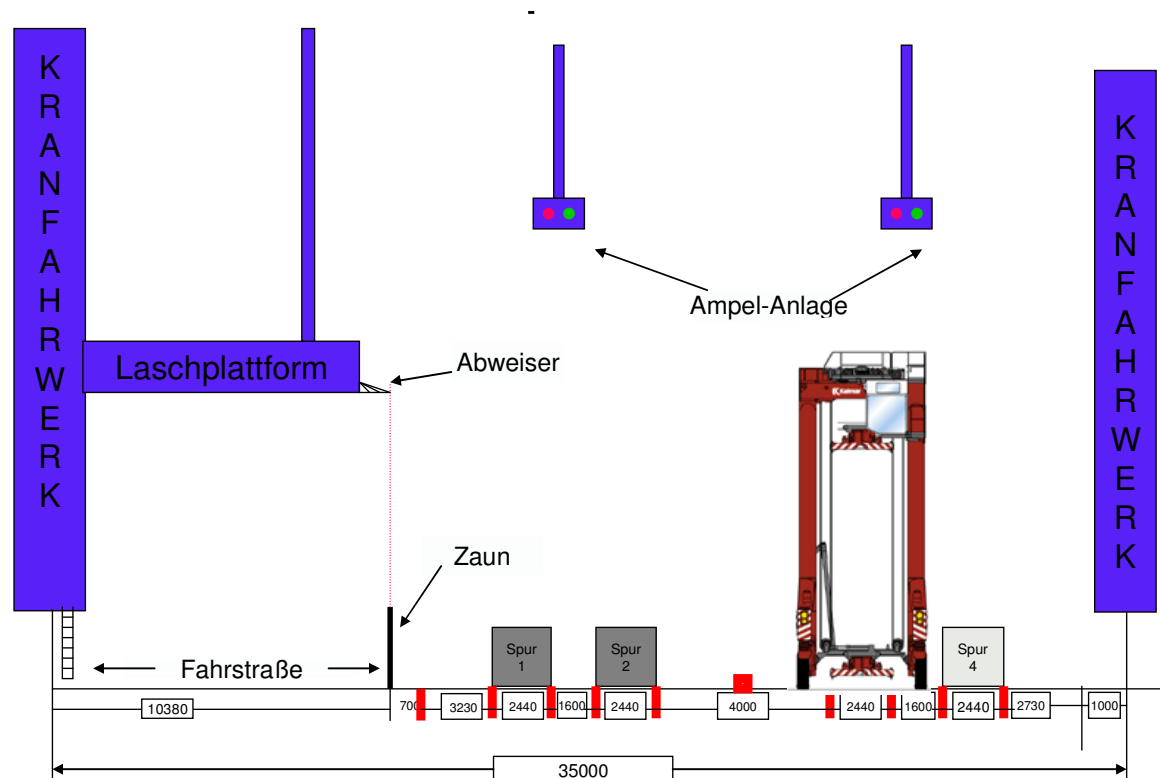 -
KRANFAHRWERK
KRANFAHRWERK
Ampel-Anlage
Laschplattform
Abweiser
Kalmar
Zaun
Spur
1
Spur
2
Spur
4
Fahrstraße
10380
700
3230
2440
1600
2440
4000
2440
1600
2440
2730
1000
35000